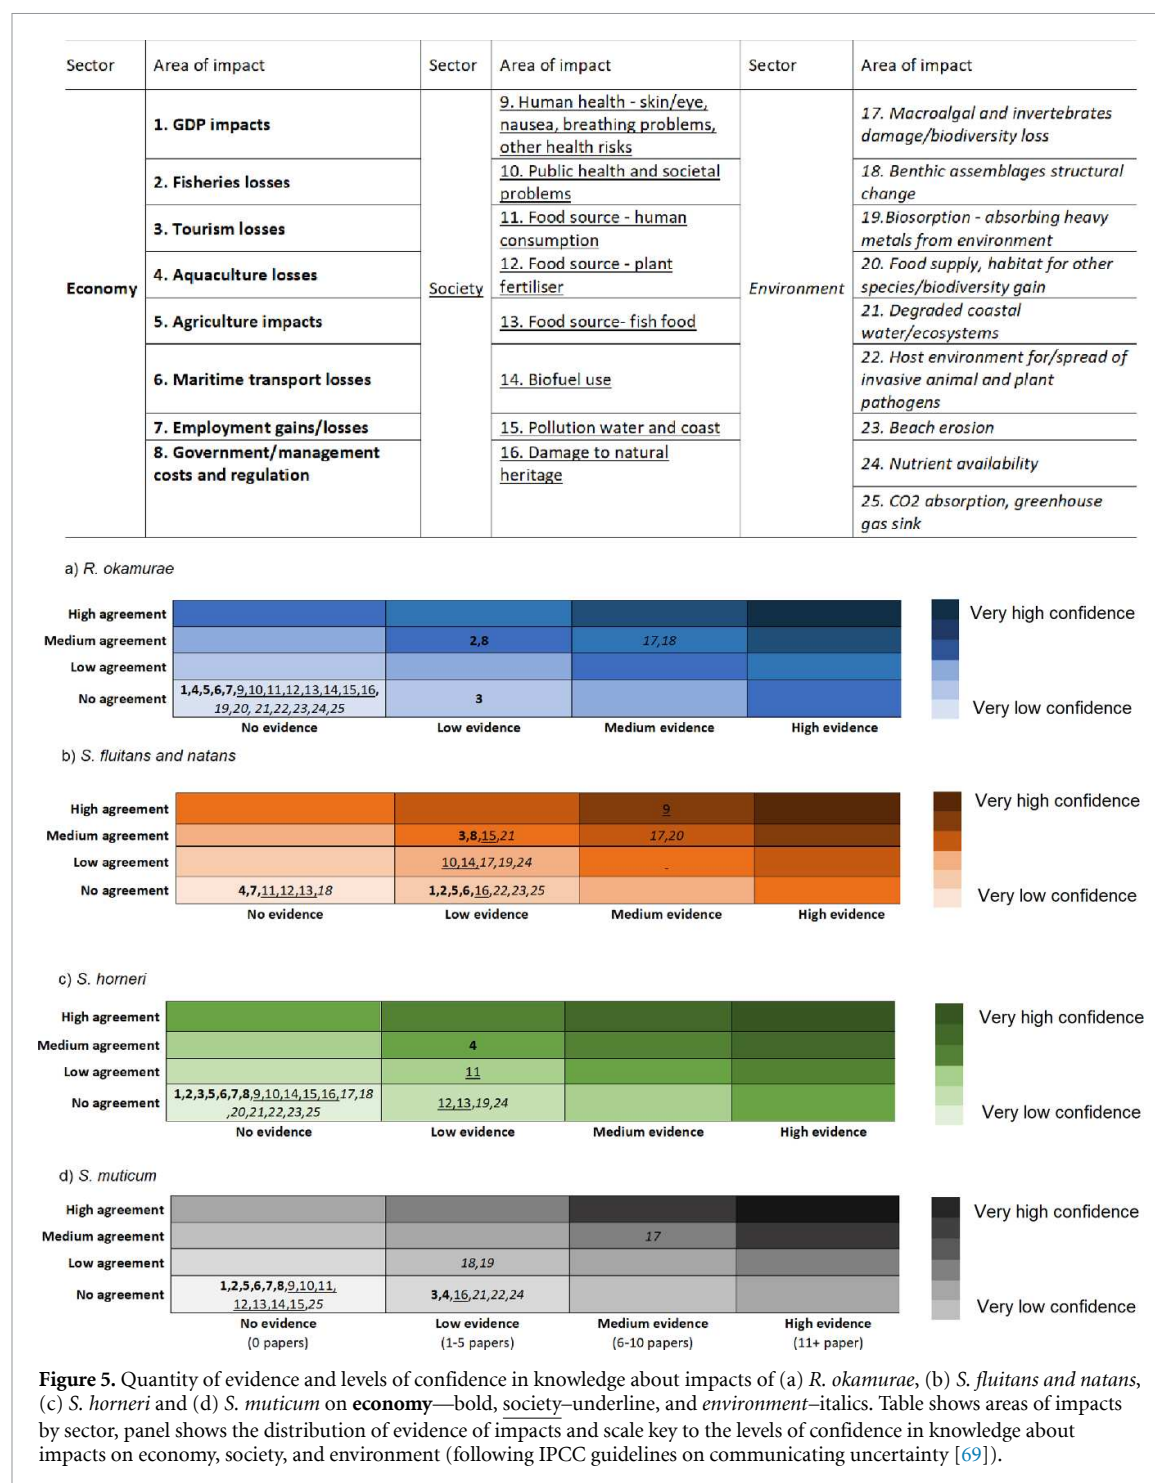 Sector Area of impact Sector Area of impact Sector Area of impact
Economy
1. GDP impacts
2. Fisheries losses
3. Tourism losses
4. Aquaculture losses
5. Agriculture impacts
6. Maritime transport losses
7. Employment gains/losses
8. Government/management
costs and regulation
Society
9. Human health - skin/eye,
nausea, breathing problems,
other health risks
10. Public health and societal
problems
11. Food source - human
consumption
12. Food source - plant
fertiliser
13. Food source- fish food
14. Biofuel use
15. Pollution water and coast
16. Damage to natural
heritage
Environment
17. Macroalgal and invertebrates
damage/biodiversity loss
18. Benthic assemblages structural
change
19.Biosorption - absorbing heavy
metals from environment
20. Food supply, habitat for other
species/biodiversity gain
21. Degraded coastal
water/ecosystems
22. Host environment for/spread of
invasive animal and plant
pathogens
23. Beach erosion
24. Nutrient availability
25. CO2 absorption, greenhouse
gas sink
a) R. okamurae
High agreement
Medium agreement 2,8 17,18
Low agreement
No agreement 1,4,5,6,7,9,10,11,12,13,14,15,16, 3
19,20, 21,22,23,24,25
No evidence Low evidence Medium evidence High evidence
Very high confidence
Very low confidence
b) S. fluitans and natans
High agreement 9
Medium agreement 3,8,15,21 17,20
Low agreement 10,14,17,19,24 -
No agreement 4,7,11,12,13,18 1,2,5,6,16,22,23,25
No evidence Low evidence Medium evidence High evidence
Very high confidence
Very low confidence
c) S. horneri
High agreement
Medium agreement 4
Low agreement 11
No agreement 1,2,3,5,6,7,8,9,10,14,15,16,17,18 12,13,19,24
,20,21,22,23,25
No evidence Low evidence Medium evidence High evidence
Very high confidence
Very low confidence
d) S. muticum
High agreement
Medium agreement 17
Low agreement 18,19
No agreement 1,2,5,6,7,8,9,10,11, 3,4,16,21,22,24
12,13,14,15,25
No evidence Low evidence Medium evidence High evidence
(0 papers) (1-5 papers) (6-10 papers) (11+ paper)
Very high confidence
Very low confidence
Figure 5. Quantity of evidence and levels of confidence in knowledge about impacts of (a) R. okamurae, (b) S. fluitans and natans,
(c) S. horneri and (d) S. muticum on economy—bold, society–underline, and environment–italics. Table shows areas of impacts
by sector, panel shows the distribution of evidence of impacts and scale key to the levels of confidence in knowledge about
impacts on economy, society, and environment (following IPCC guidelines on communicating uncertainty [69]).